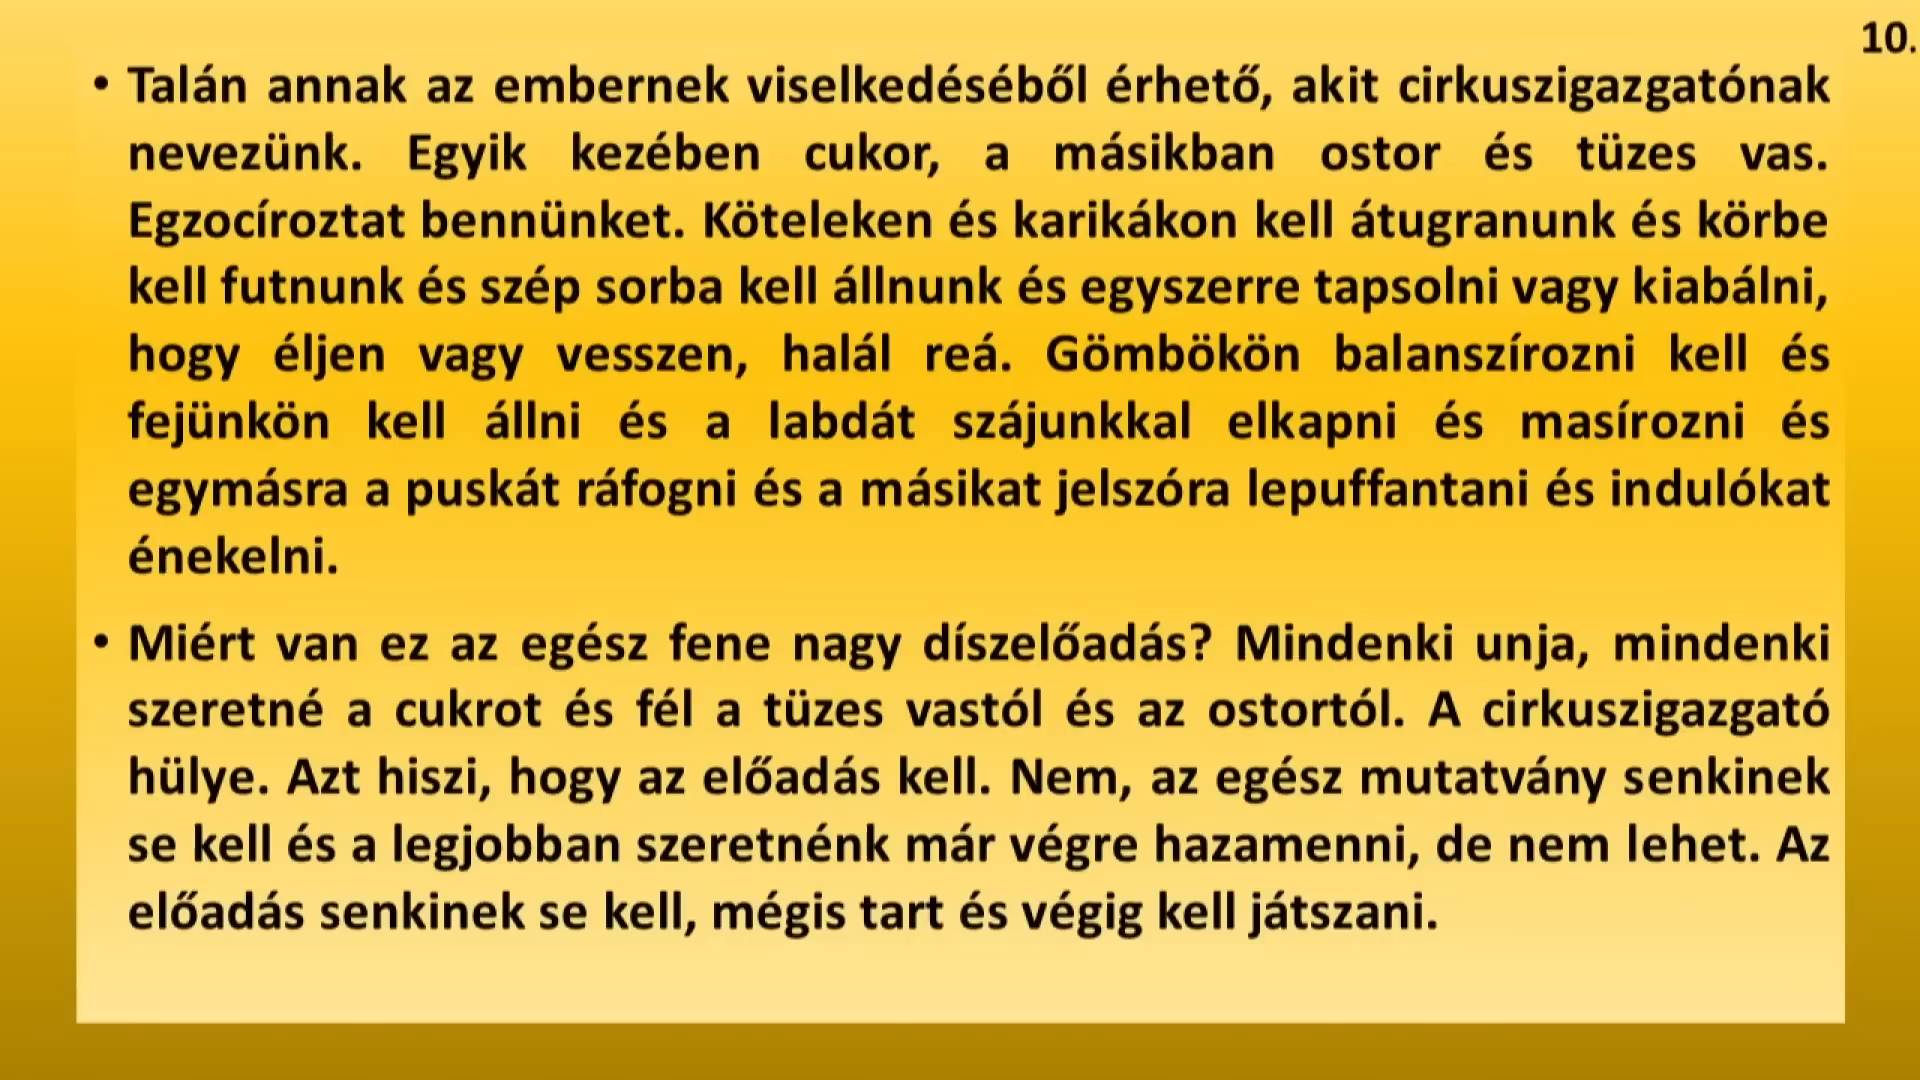 10.
• Talán annak az embernek viselkedéséből érhető, akit cirkuszigazgatónak
nevezünk. Egyik kezében cukor, a másikban ostor és tüzes vas.
Egzocíroztat bennünket. Köteleken és karikákon kell átugranunk és körbe
kell futnunk és szép sorba kell állnunk és egyszerre tapsolni vagy kiabálni,
hogy éljen vagy vesszen, halál reá. Gömbökön balanszírozni kell és
fejünkön kell állni és a labdát szájunkkal elkapni és masírozni és
egymásra a puskát ráfogni és a másikat jelszóra lepuffantani és indulókat
énekelni.
• Miért van ez az egész fene nagy díszelőadás? Mindenki unja, mindenki
szeretné a cukrot és fél a tüzes vastól és az ostortól. A cirkuszigazgató
hülye. Azt hiszi, hogy az előadás kell. Nem, az egész mutatvány senkinek
se kell és a legjobban szeretnénk már végre hazamenni, de nem lehet. Az
előadás senkinek se kell, mégis tart és végig kell játszani.